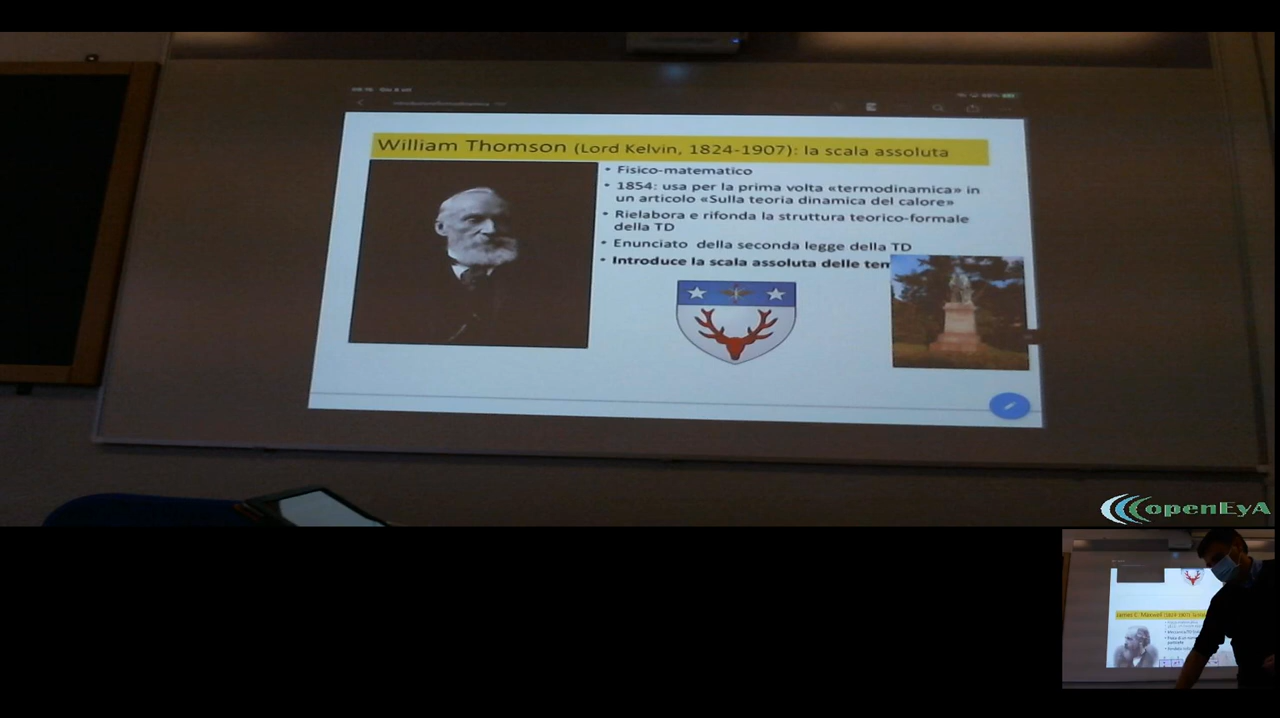 William Thomson (Lord Kelvin, 1824-1907): la scala assoluta
• Fisico-matematico
• 1854: usa per la prima volta «termodinamica» in
un articolo «Sulla teoria dinamica del calore»
• Rielabora e rifonda la struttura teorico-formale
della TD
• Enunciato della seconda legge della TD
• Introduce la scala assoluta delle tem
openEyA
James C. Maxwell